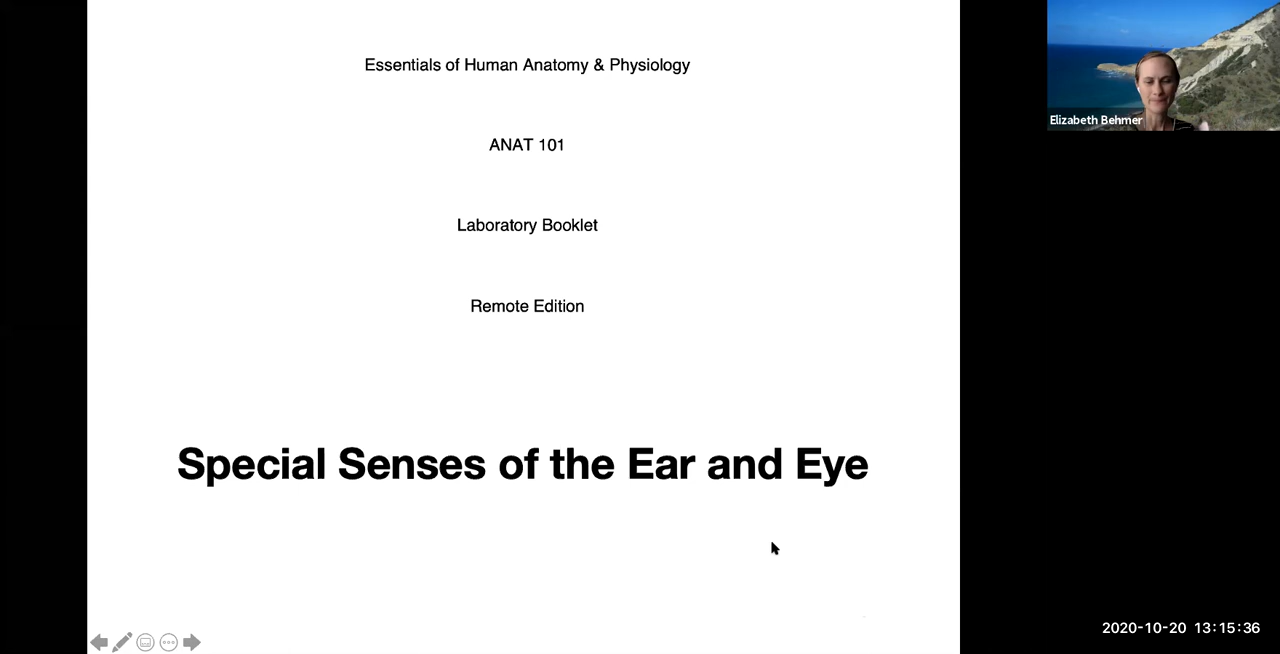 Essentials of Human Anatomy & Physiology
ANAT 101
Laboratory Booklet
Remote Edition
Special Senses of the Ear and Eye
Elizabeth Behmer
2020-10-20 13:15:36